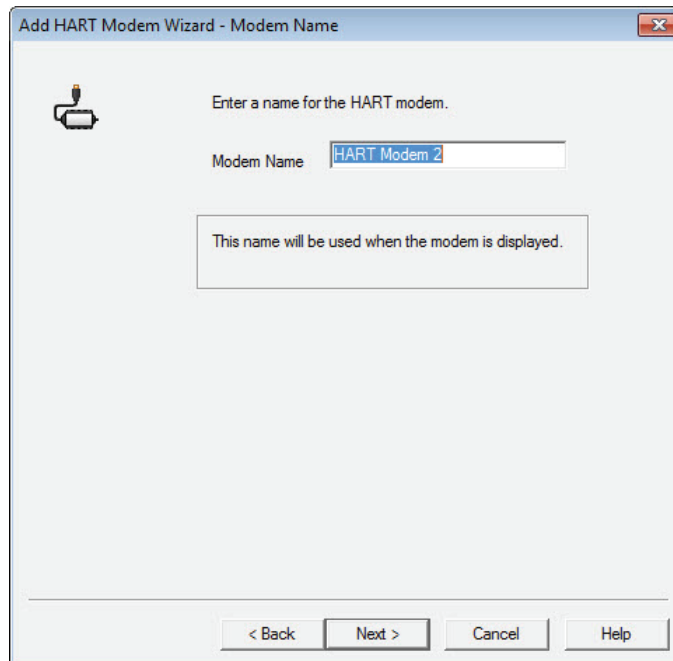 Add HART Modem Wizard - Modem Name
Enter a name for the HART modem.
Modem Name HART Modem 2
This name will be used when the modem is displayed.
< Back Next > Cancel Help